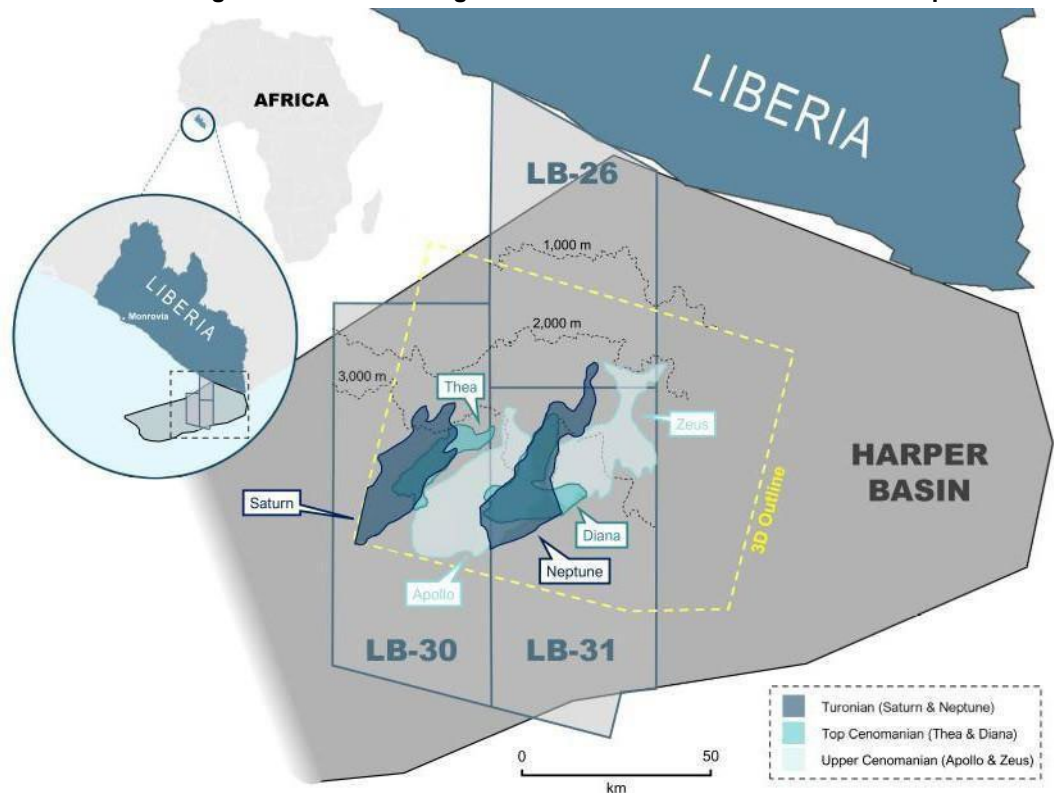 AFRICA
LIBERIA
LB-26
1,000 m
LIBERIA
Monrovia
2,000 m
3,000 m
Thea
Zeus
HARPER
BASIN
Saturn
3D Outline
Diana
Neptune
Apollo
LB-30
LB-31
Turonian (Saturn & Neptune)
Top Cenomanian (Thea & Diana)
Upper Cenomanian (Apollo & Zeus)
0
50
km